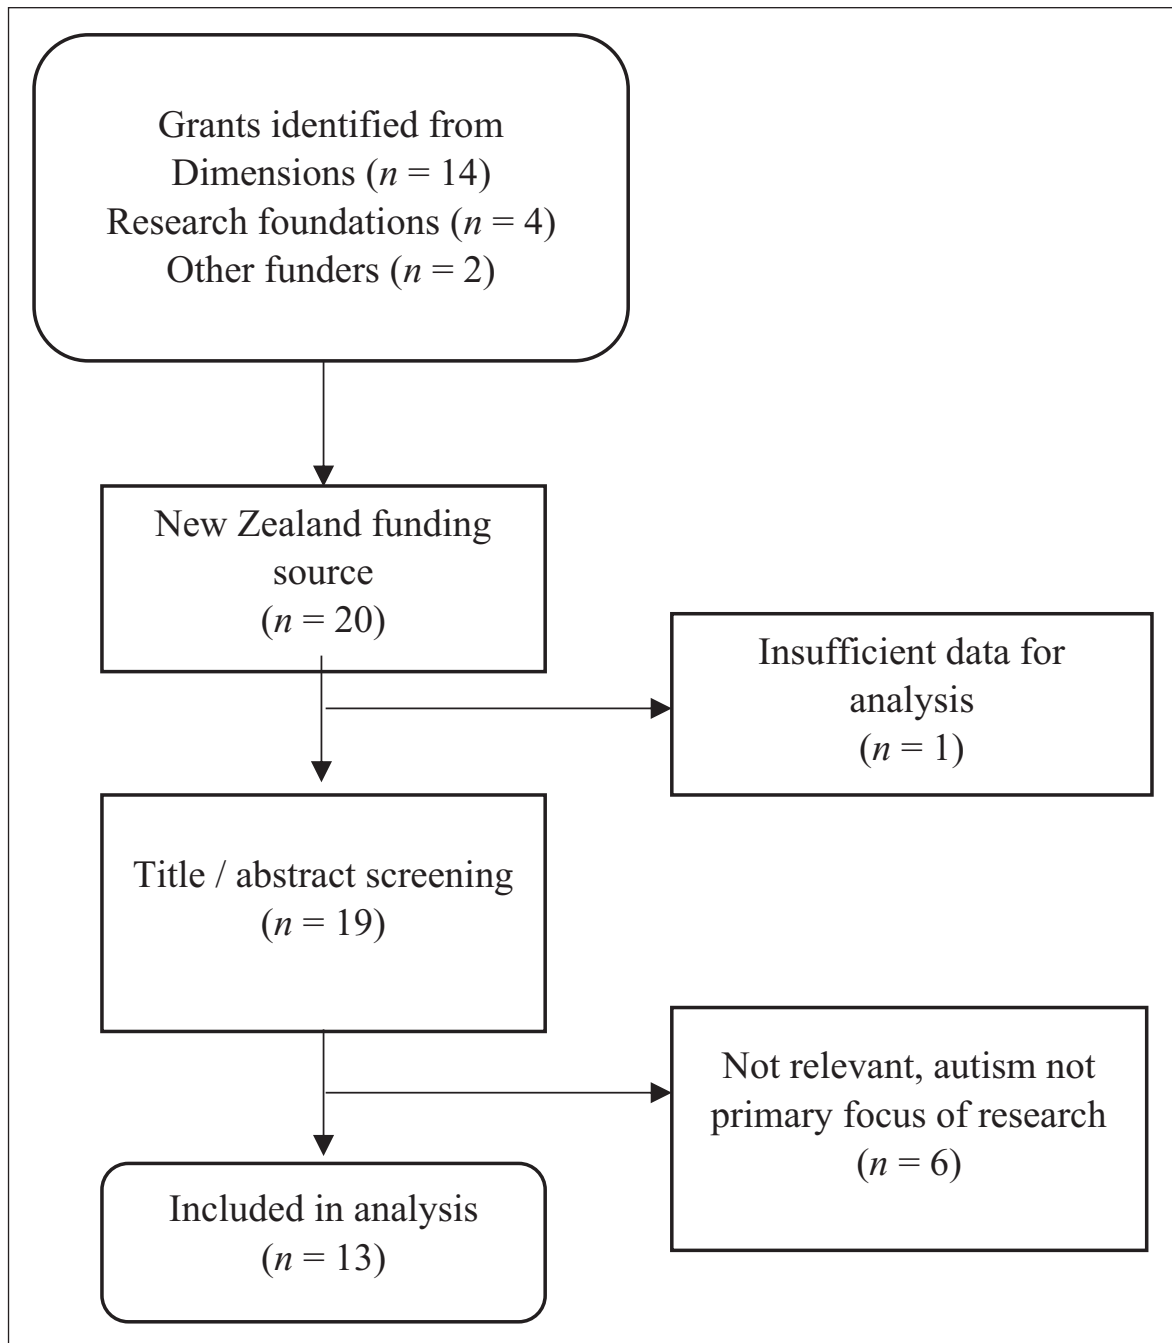 Grants identified from
Dimensions (n = 14)
Research foundations (n = 4)
Other funders (n = 2)
New Zealand funding
source
(n = 20)
Insufficient data for
analysis
(n = 1)
Title / abstract screening
(n = 19)
Not relevant, autism not
primary focus of research
(n = 6)
Included in analysis
(n = 13)